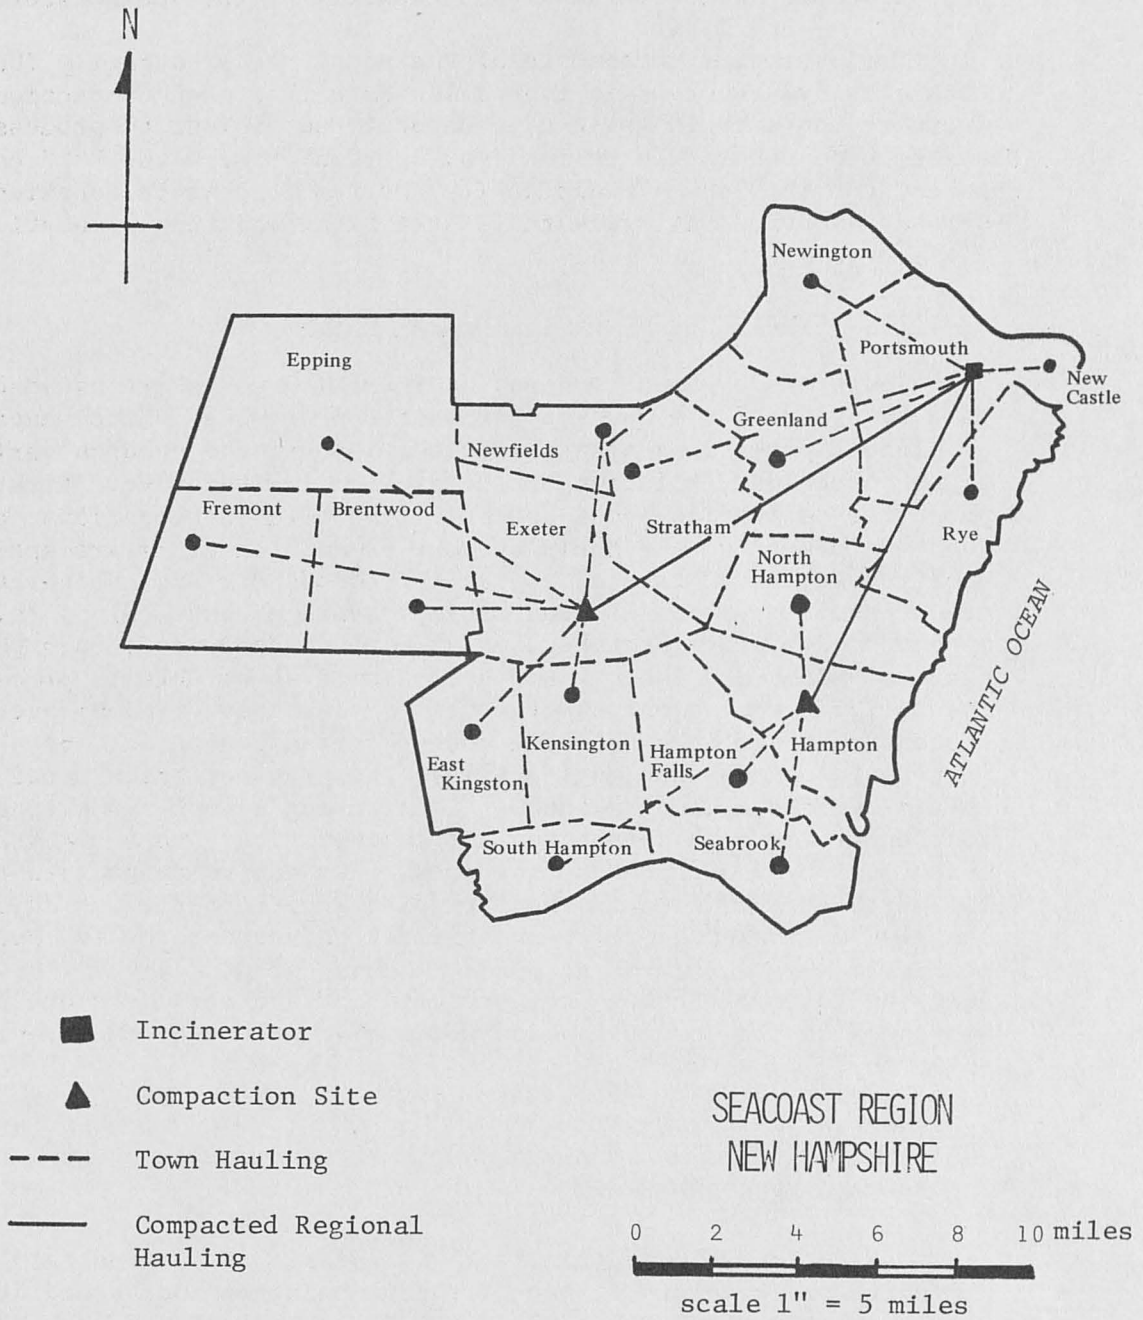 N
Newington
Portsmouth
New
Castle
Epping
Greenland
Newfields
Fremont
Brentwood
Exeter
Stratham
Rye
North
Hampton
ATLANTIC OCEAN
Kensington
Hampton
Falls
Hampton
East
Kingston
South Hampton
Seabrook
Incinerator
Compaction Site
Town Hauling
Compacted Regional
Hauling
SEACOAST REGION
NEW HAMPSHIRE
0 2 4 6 8 10 miles
scale 1" = 5 miles